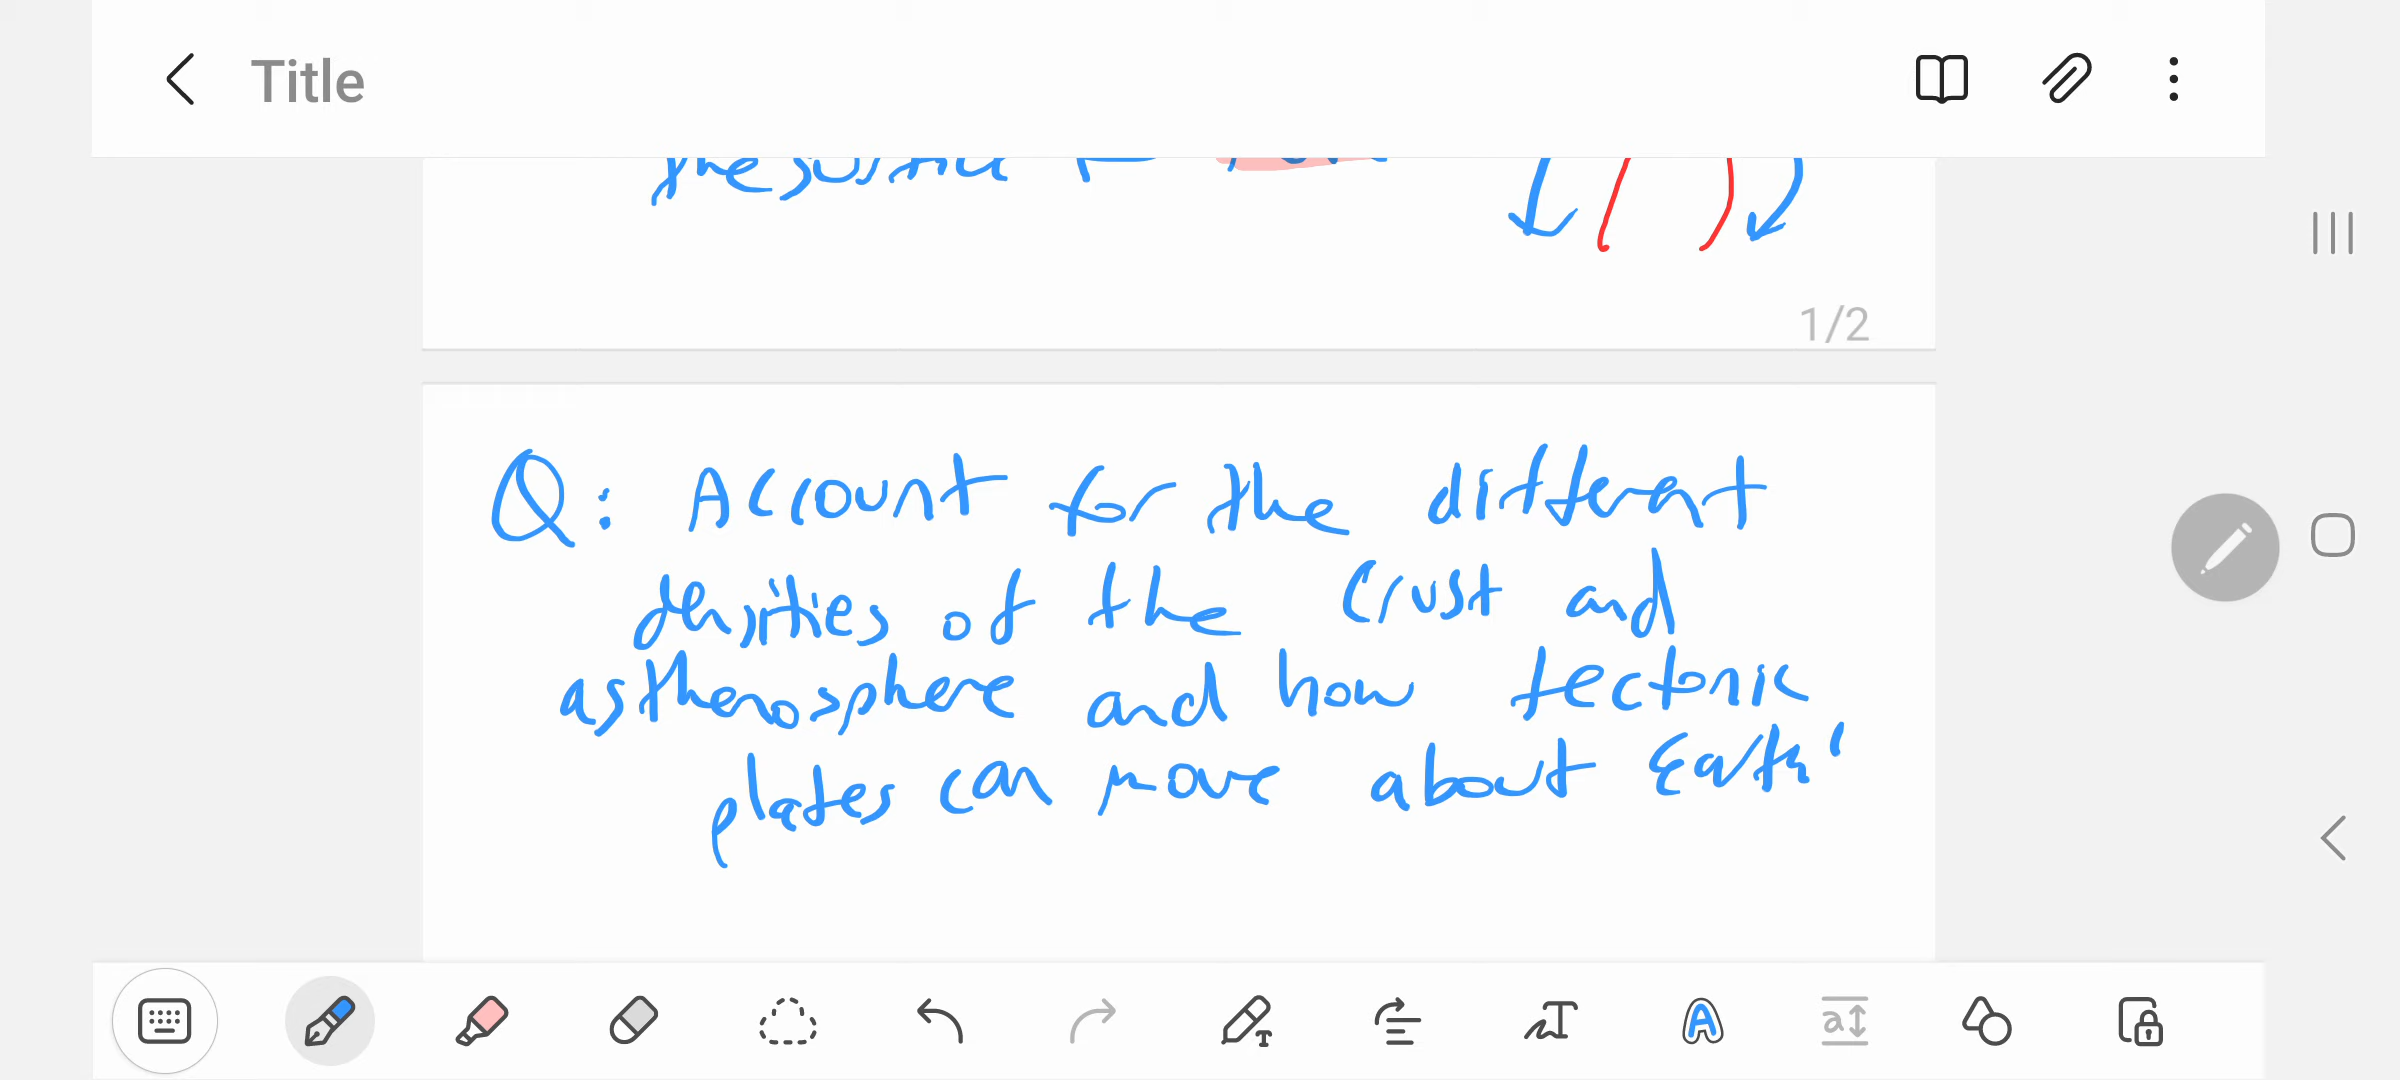 Title
1/2
Q: Account for the different
densities of the crust and
asthenosphere and how tectonic
plates can move about Earth'